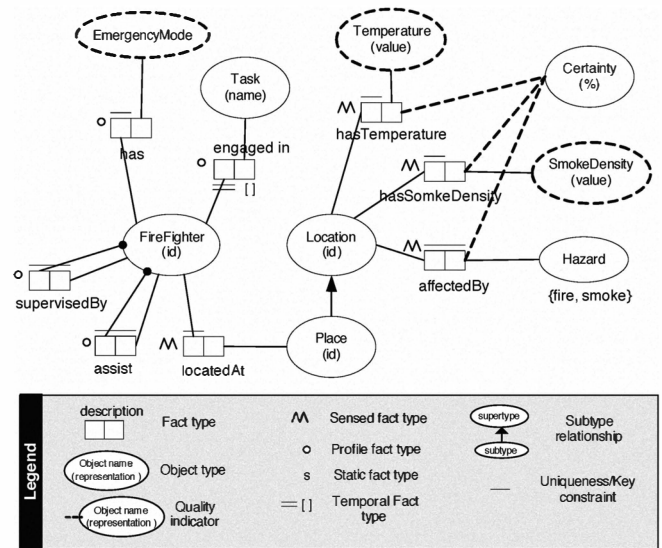 EmergencyMode
Temperature
(value)
Task
(name)
Certainty
(%)
has
engaged in
[ ]
hasTemperature
SmokeDensity
(value)
hasSomkeDensity
FireFighter
(id)
Location
(id)
Hazard
{fire, smoke}
affectedBy
supervisedBy
assist
locatedAt
Place
(id)
Legend
description
Fact type
Object name
(representation )
Object type
Object name
(representation )
Quality
indicator
Sensed fact type
Profile fact type
s Static fact type
[ ] Temporal Fact
type
supertype
subtype
Subtype
relationship
Uniqueness/Key
constraint